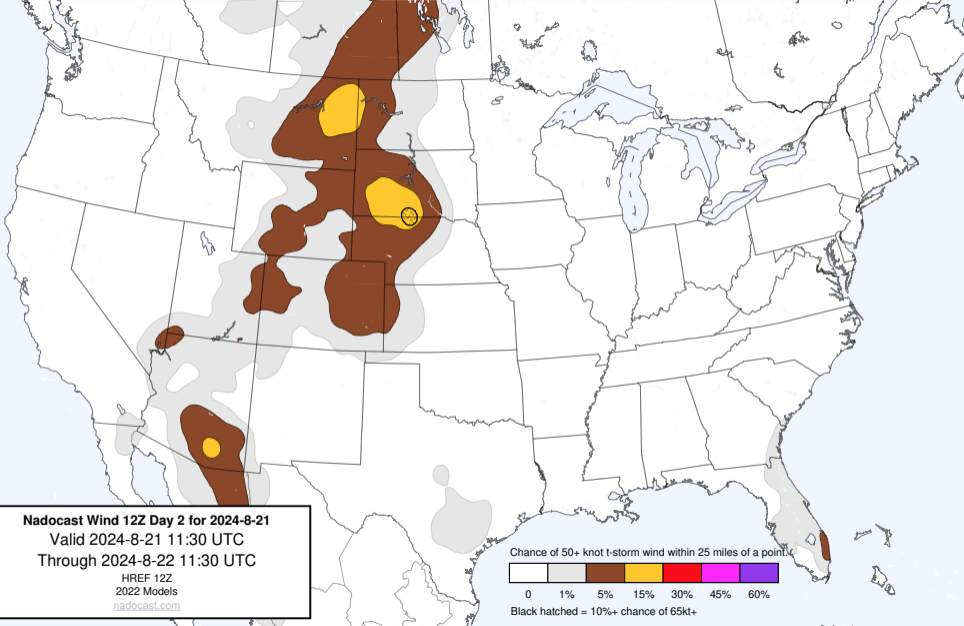 Nadocast Wind 12Z Day 2 for 2024-8-21
Valid 2024-8-21 11:30 UTC
Through 2024-8-22 11:30 UTC
HREF 12Z
2022 Models
nadocast.com
Chance of 50+ knot t-storm wind within 25 miles of a point.
0 1% 5% 15% 30% 45% 60%
Black hatched = 10%+ chance of 65kt+